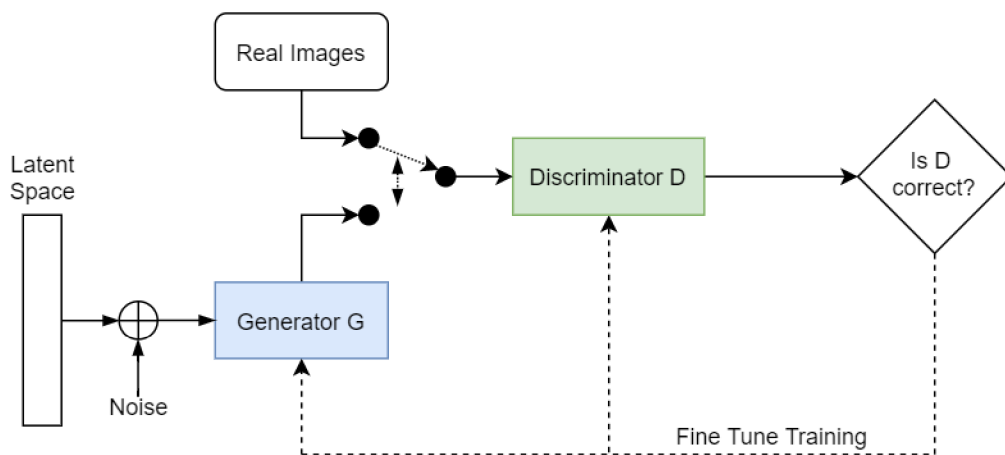 Real Images
Latent
Space
Discriminator D
Is D
correct?
Generator G
Noise
Fine Tune Training